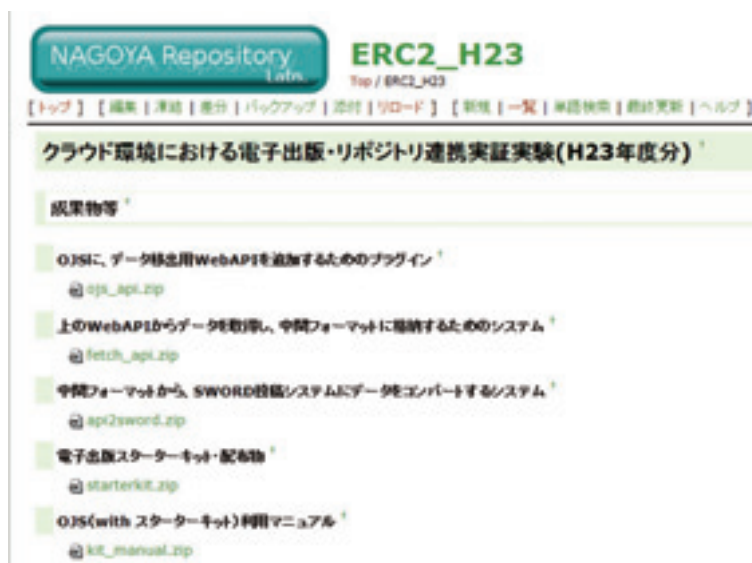 NAGOYA Repository
Labs.
ERC2_H23
Top / ERC2_H23
[ トップ ] [ 編集 | 凍結 | 差分 | バックアップ | 添付 | リロード ] [ 新規 | 一覧 | 単語検索 | 最終更新 | ヘルプ ]
クラウド環境における電子出版・リポジトリ連携実証実験(H23年度分) †
成果物等 †
OJSに、データ移出用WebAPIを追加するためのプラグイン †
ojs_api.zip
上のWebAPIからデータを取得し、中間フォーマットに格納するためのシステム †
fetch_api.zip
中間フォーマットから、SWORD投稿システムにデータをコンバートするシステム †
api2sword.zip
電子出版スターターキット・配布物 †
starterkit.zip
OJS(with スターターキット)利用マニュアル †
kit_manual.zip